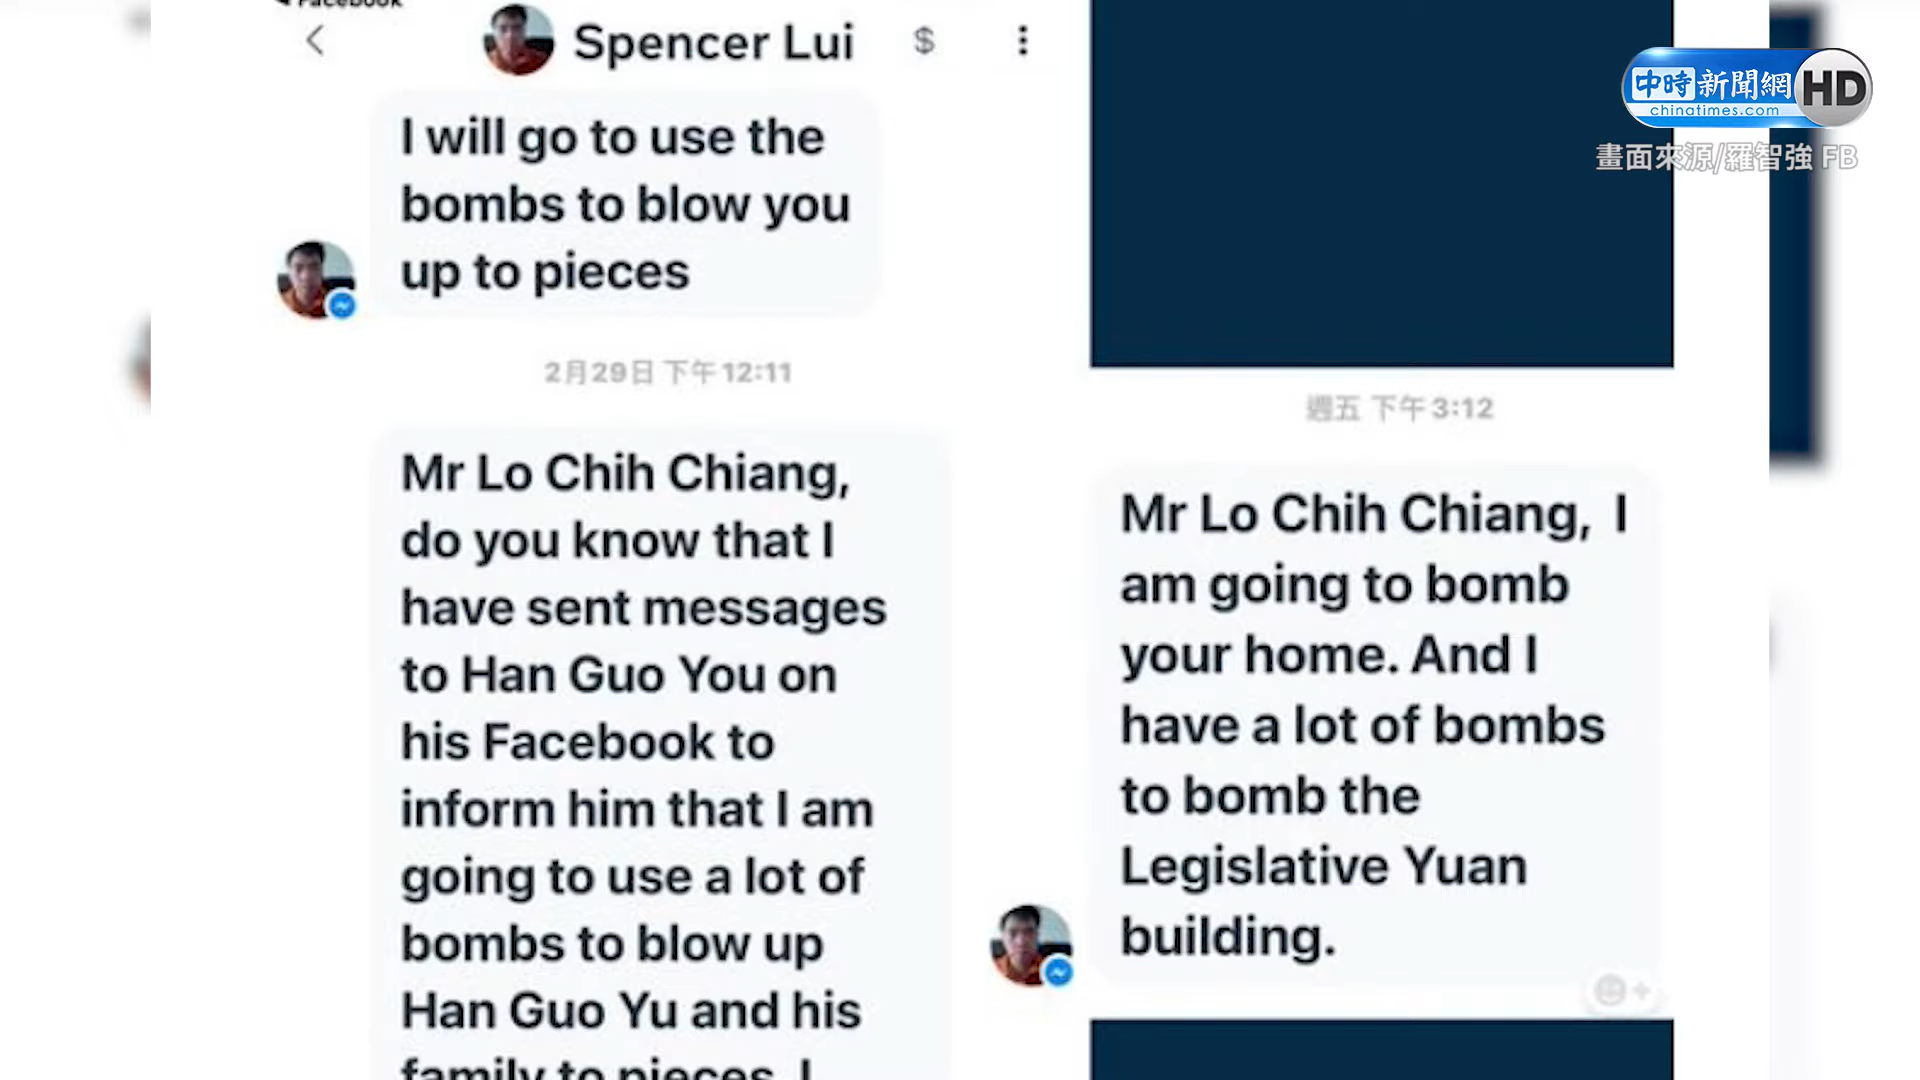 Facebook
Spencer Lui
$
I will go to use the
bombs to blow you
up to pieces
2月29日 下午12:11
Mr Lo Chih Chiang,
do you know that I
have sent messages
to Han Guo You on
his Facebook to
inform him that I am
going to use a lot of
bombs to blow up
Han Guo Yu and his
family to pieces. I
週五 下午3:12
Mr Lo Chih Chiang, I
am going to bomb
your home. And I
have a lot of bombs
to bomb the
Legislative Yuan
building.
中時新聞網 HD
chinatimes.com
畫面來源/羅智強 FB